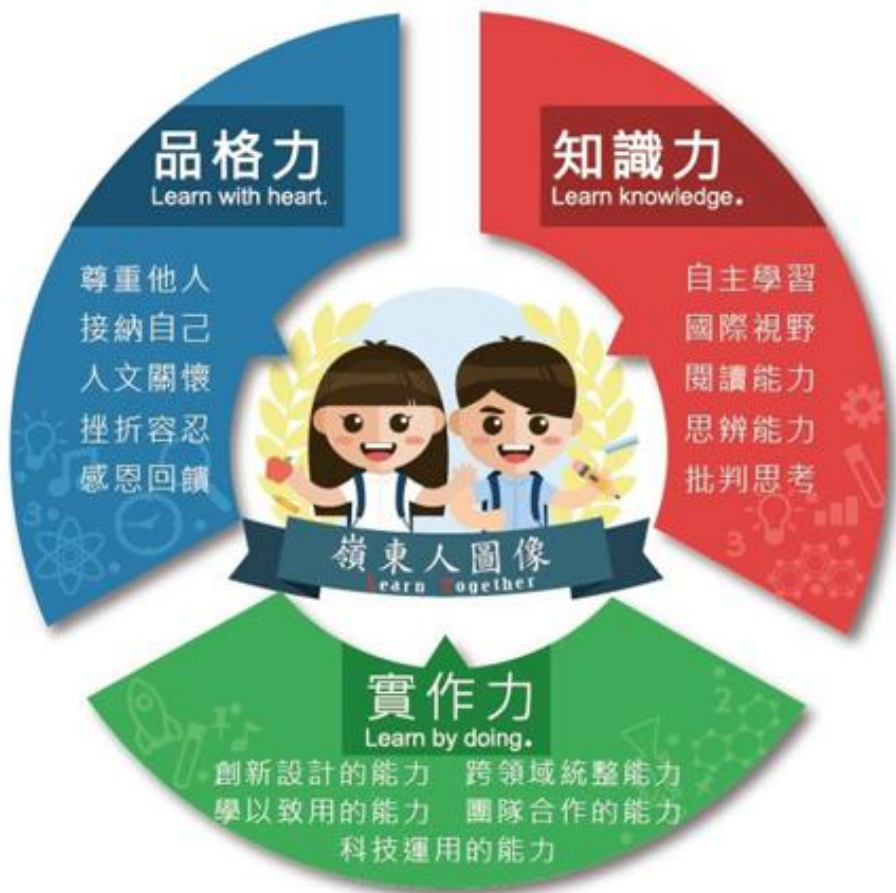 品格力
Learn with heart.
尊重他人
接納自己
人文關懷
挫折容忍
感恩回饋
知識力
Learn knowledge.
自主學習
國際視野
閱讀能力
思辨能力
批判思考
嶺東人圖像
Learn Together
實作力
Learn by doing.
創新設計的能力 跨領域統整能力
學以致用的能力 團隊合作的能力
科技運用的能力
3
3
2